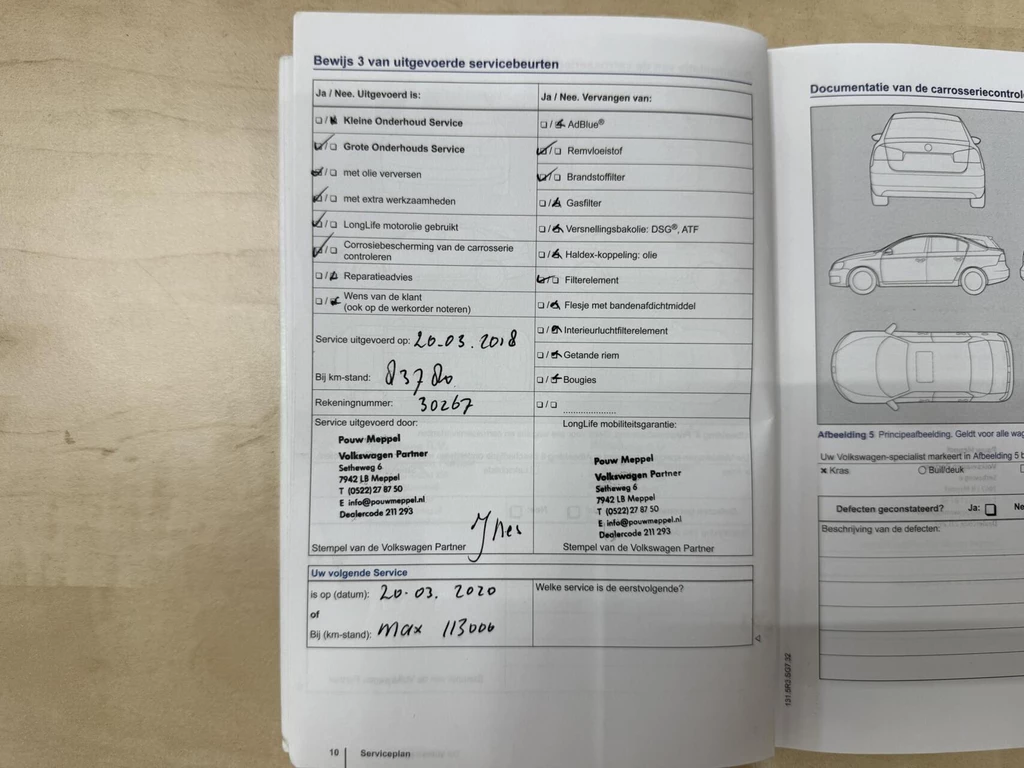 Bewijs 3 van uitgevoerde servicebeurten
Ja / Nee. Uitgevoerd is:
Kleine Onderhoud Service
Grote Onderhouds Service
met olie verversen
met extra werkzaamheden
LongLife motorolie gebruikt
Corrosiebescherming van de carrosserie
controleren
Reparatieadvies
Wens van de klant
(ook op de werkorder noteren)
Service uitgevoerd op: 20-03.2018
Bij km-stand: 83780
Rekeningnummer: 30267
Service uitgevoerd door:
Pouw Meppel
Volkswagen Partner
Setheweg 6
7942 LB Meppel
T (0522) 27 87 50
E info@pouwmeppel.nl
Dealercode 211 293
Stempel van de Volkswagen Partner
Ja / Nee. Vervangen van:
AdBlue®
Remvloeistof
Brandstoffilter
Gasfilter
Versnellingsbakolie: DSG®, ATF
Haldex-koppeling: olie
Filterelement
Flesje met bandenafdichtmiddel
Interieurluchtfilterelement
Getande riem
Bougies
LongLife mobiliteitsgarantie:
Pouw Meppel
Volkswagen Partner
Setheweg 6
7942 LB Meppel
T (0522) 27 87 50
E info@pouwmeppel.nl
Dealercode 211 293
Stempel van de Volkswagen Partner
Uw volgende Service
is op (datum): 20-03. 2020
of
Bij (km-stand): max 113000
Welke service is de eerstvolgende?
10 Serviceplan
Documentatie van de carrosseriecontrol
Afbeelding 5 Principeafbeelding. Geldt voor alle wa
Uw Volkswagen-specialist markeert in Afbeelding 5 b
x Kras Buil/deuk
Defecten geconstateerd? Ja: Ne
Beschrijving van de defecten:
131.5R3.SG7.32